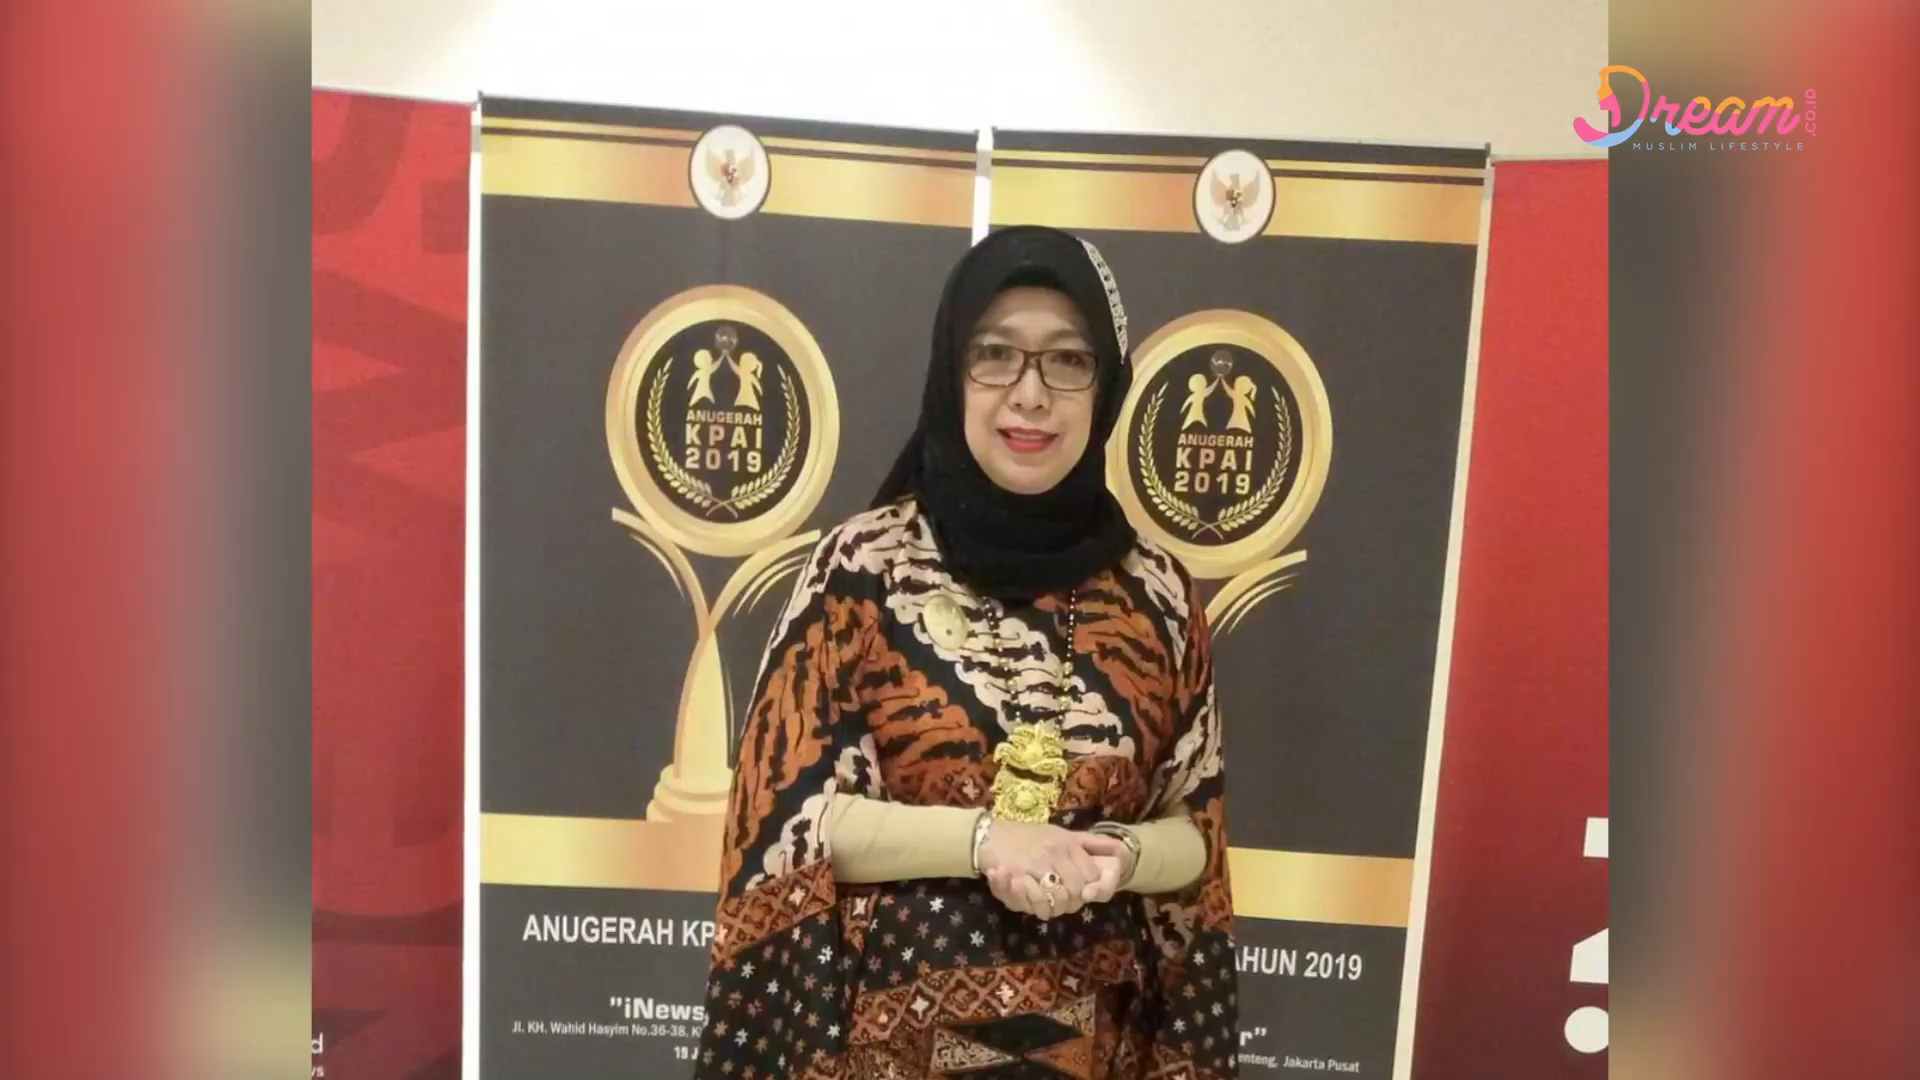 Dream
.CO.ID
MUSLIM LIFESTYLE
ANUGERAH
KPAI
2019
ANUGERAH
KPAI
2019
ANUGERAH
AHUN 2019
"iNews
r"
Jl. KH. Wahid Hasyim No.36-38,
enteng, Jakarta Pusat